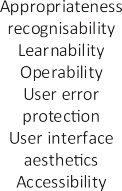 Appropriateness
recognisability
Learnability
Operability
User error
protection
User interface
aesthetics
Accessibility